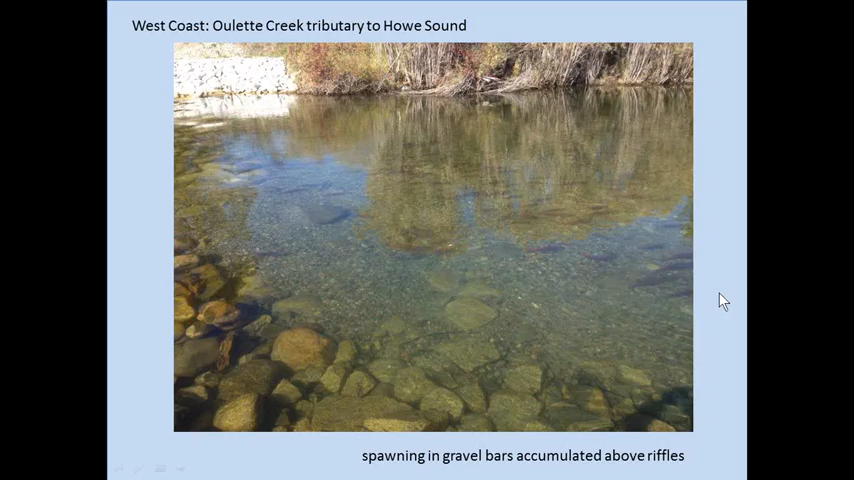 West Coast: Oulette Creek tributary to Howe Sound
spawning in gravel bars accumulated above riffles